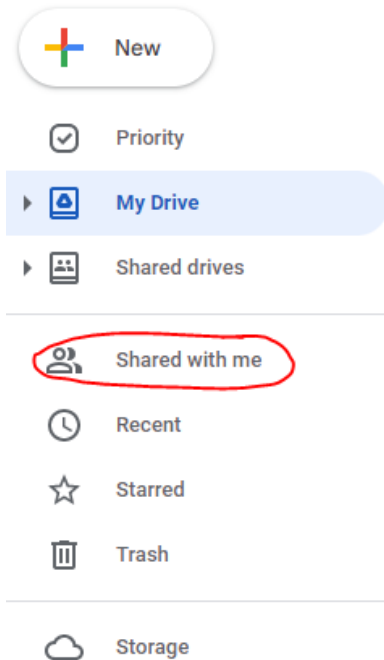 New
Priority
My Drive
Shared drives
Shared with me
Recent
Starred
Trash
Storage